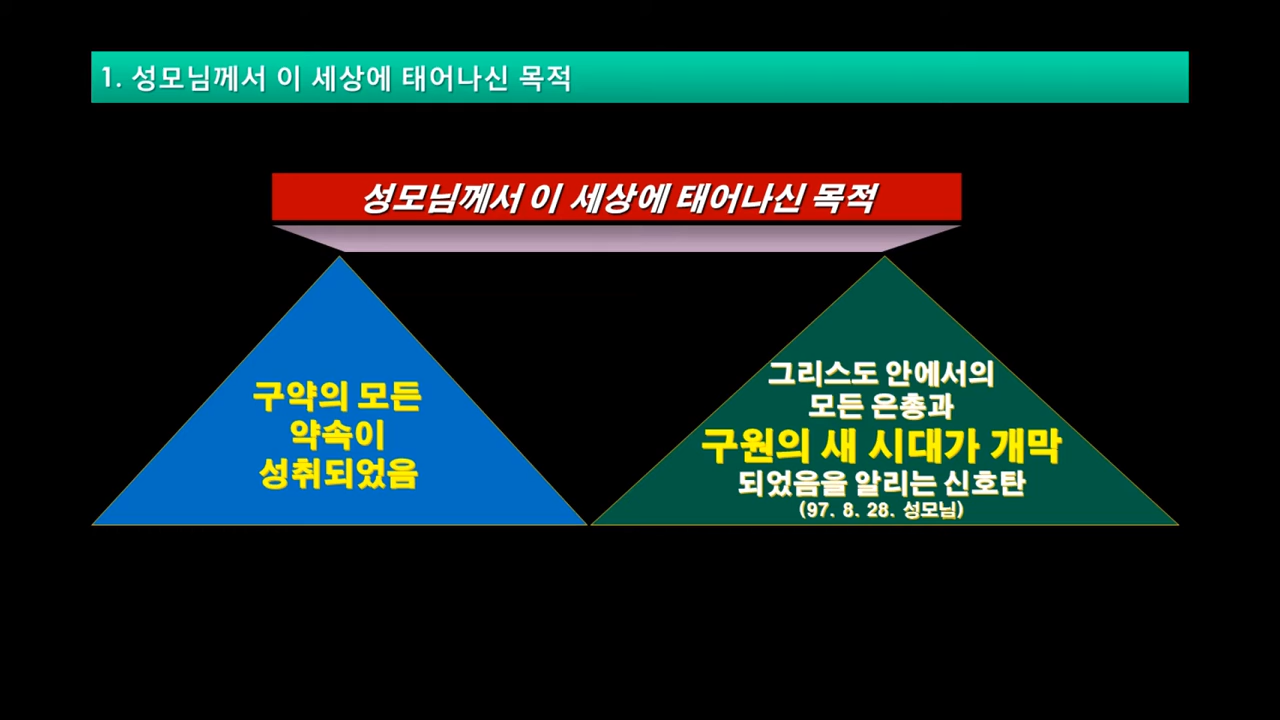 1. 성모님께서 이 세상에 태어나신 목적
성모님께서 이 세상에 태어나신 목적
구약의 모든
약속이
성취되었음
그리스도 안에서의
모든 은총과
구원의 새 시대가 개막
되었음을 알리는 신호탄
(97. 8. 28. 성모님)